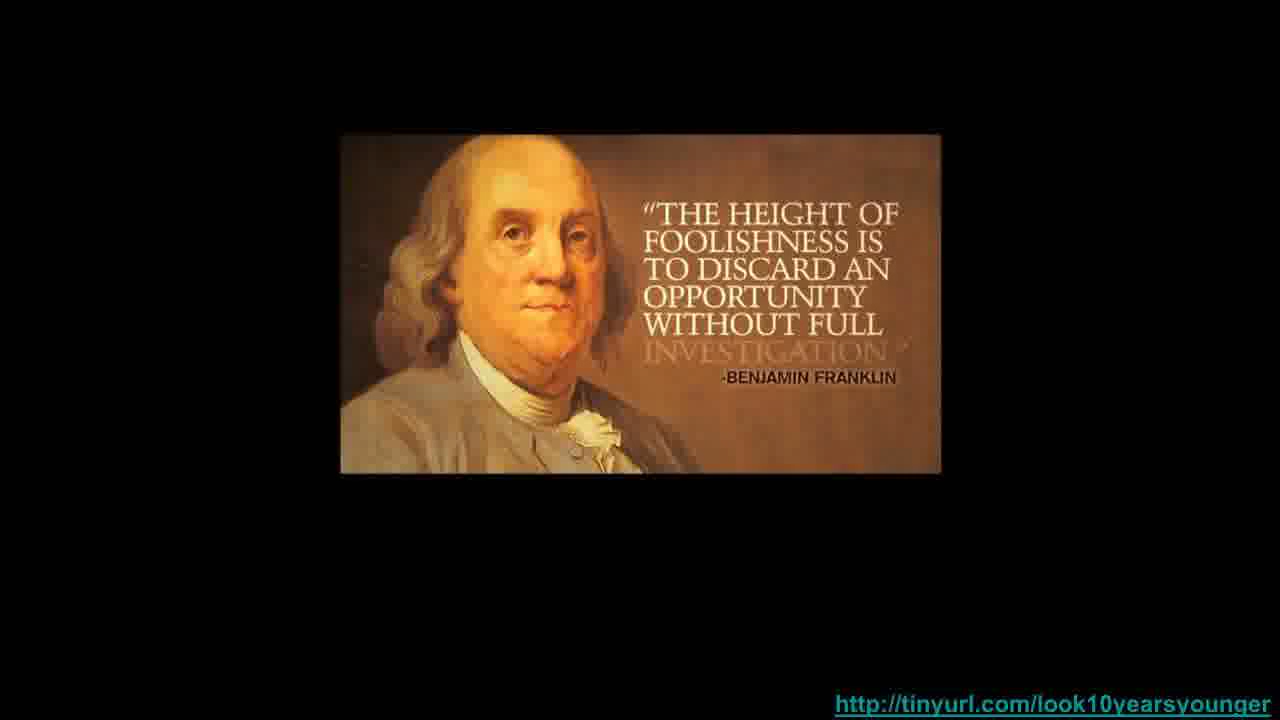 “THE HEIGHT OF
FOOLISHNESS IS
TO DISCARD AN
OPPORTUNITY
WITHOUT FULL
INVESTIGATION.”
-BENJAMIN FRANKLIN
http://tinyurl.com/look10yearsyounger